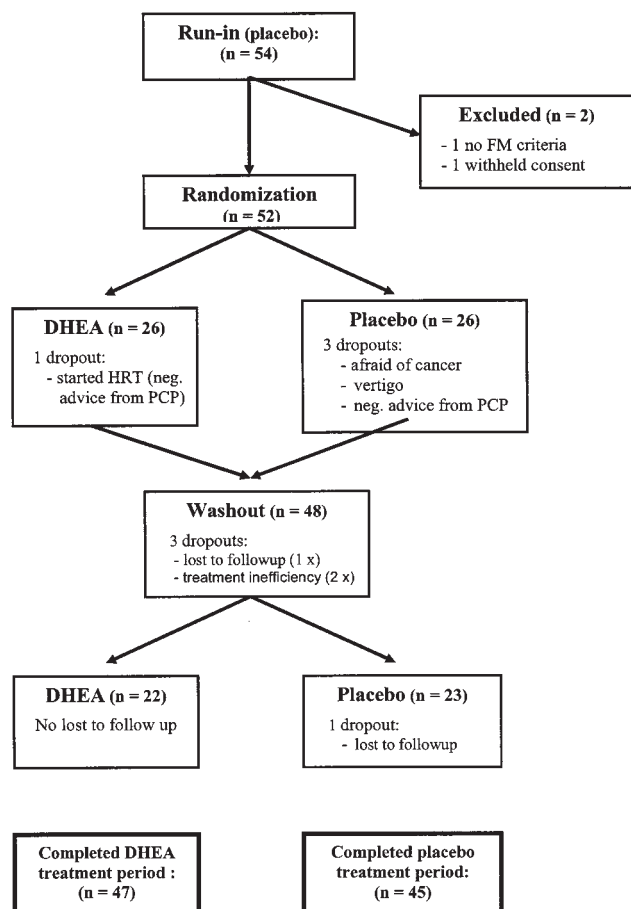 Run-in (placebo):
(n = 54)
Excluded (n = 2)
- 1 no FM criteria
- 1 withheld consent
Randomization
(n = 52)
DHEA (n = 26)
1 dropout:
- started HRT (neg.
advice from PCP)
Placebo (n = 26)
3 dropouts:
- afraid of cancer
- vertigo
- neg. advice from PCP
Washout (n = 48)
3 dropouts:
- lost to followup (1 x)
- treatment inefficiency (2 x)
DHEA (n = 22)
No lost to follow up
Placebo (n = 23)
1 dropout:
- lost to followup
Completed DHEA
treatment period :
(n = 47)
Completed placebo
treatment period:
(n = 45)